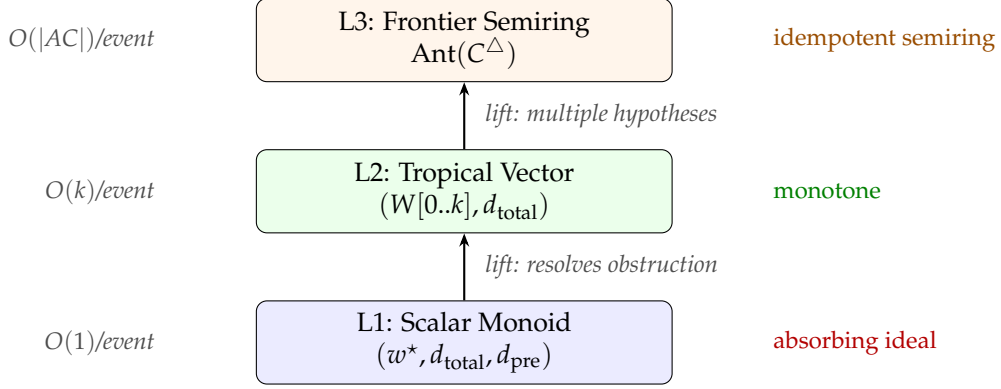 O(|AC|)/event
L3: Frontier Semiring
Ant(C^△)
idempotent semiring
lift: multiple hypotheses
O(k)/event
L2: Tropical Vector
(W[0..k], d_total)
monotone
lift: resolves obstruction
O(1)/event
L1: Scalar Monoid
(w^⋆, d_total, d_pre)
absorbing ideal